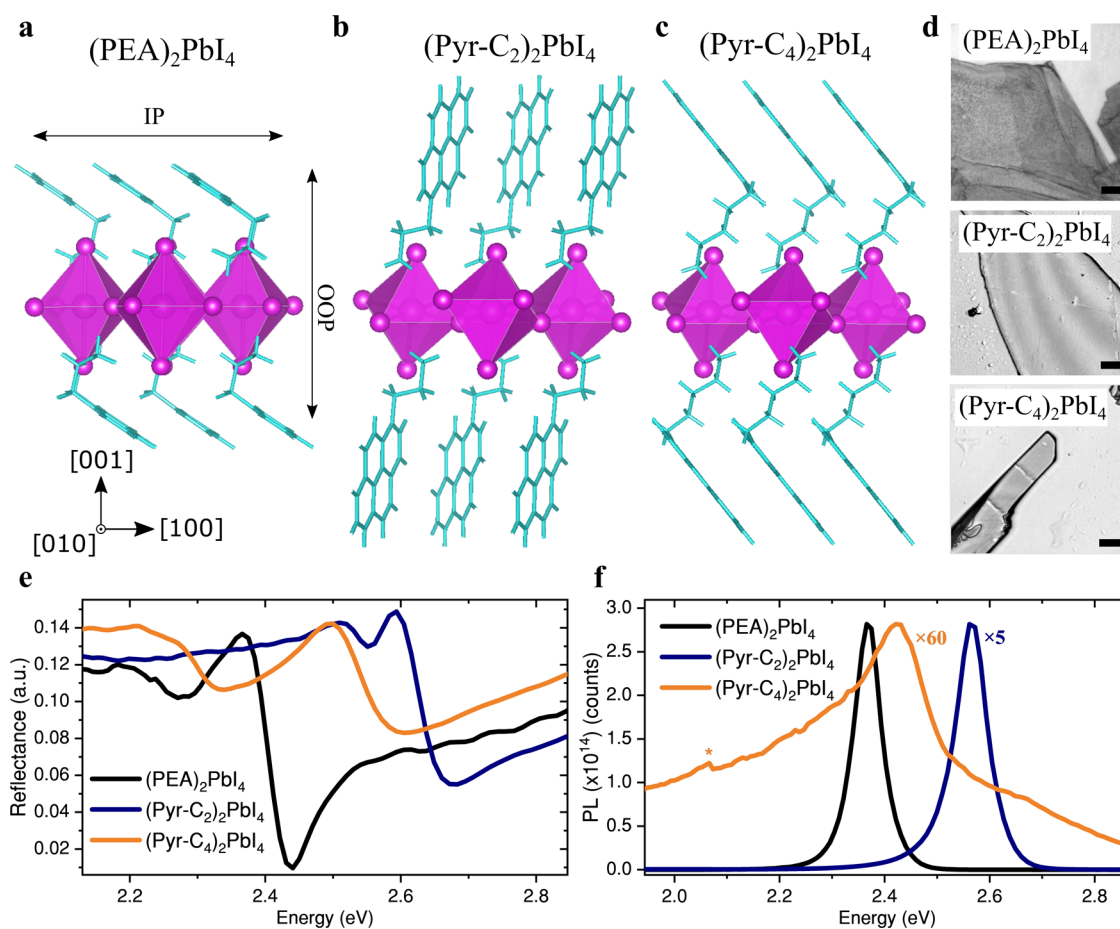 a
(PEA)₂PbI₄
IP
OOP
[001]
[010]
[100]
b
(Pyr-C₂)₂PbI₄
c
(Pyr-C₄)₂PbI₄
d
(PEA)₂PbI₄
(Pyr-C₂)₂PbI₄
(Pyr-C₄)₂PbI₄
e
Reflectance (a.u.)
0.14
0.12
0.10
0.08
0.06
0.04
0.02
(PEA)₂PbI₄
(Pyr-C₂)₂PbI₄
(Pyr-C₄)₂PbI₄
2.2 2.4 2.6 2.8
Energy (eV)
f
PL (x10¹⁴) (counts)
3.0
2.5
2.0
1.5
1.0
0.5
0.0
(PEA)₂PbI₄
(Pyr-C₂)₂PbI₄
(Pyr-C₄)₂PbI₄
×60
×5
*
2.0 2.2 2.4 2.6 2.8
Energy (eV)